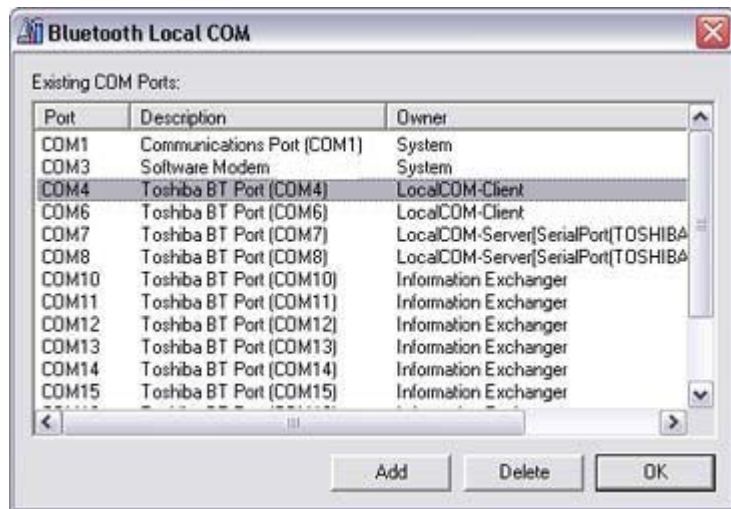 Bluetooth Local COM
Existing COM Ports:
Port Description Owner
COM1 Communications Port (COM1) System
COM3 Software Modem System
COM4 Toshiba BT Port (COM4) LocalCOM-Client
COM6 Toshiba BT Port (COM6) LocalCOM-Client
COM7 Toshiba BT Port (COM7) LocalCOM-Server[SerialPort(TOSHIBA
COM8 Toshiba BT Port (COM8) LocalCOM-Server[SerialPort(TOSHIBA
COM10 Toshiba BT Port (COM10) Information Exchanger
COM11 Toshiba BT Port (COM11) Information Exchanger
COM12 Toshiba BT Port (COM12) Information Exchanger
COM13 Toshiba BT Port (COM13) Information Exchanger
COM14 Toshiba BT Port (COM14) Information Exchanger
COM15 Toshiba BT Port (COM15) Information Exchanger
Add Delete OK